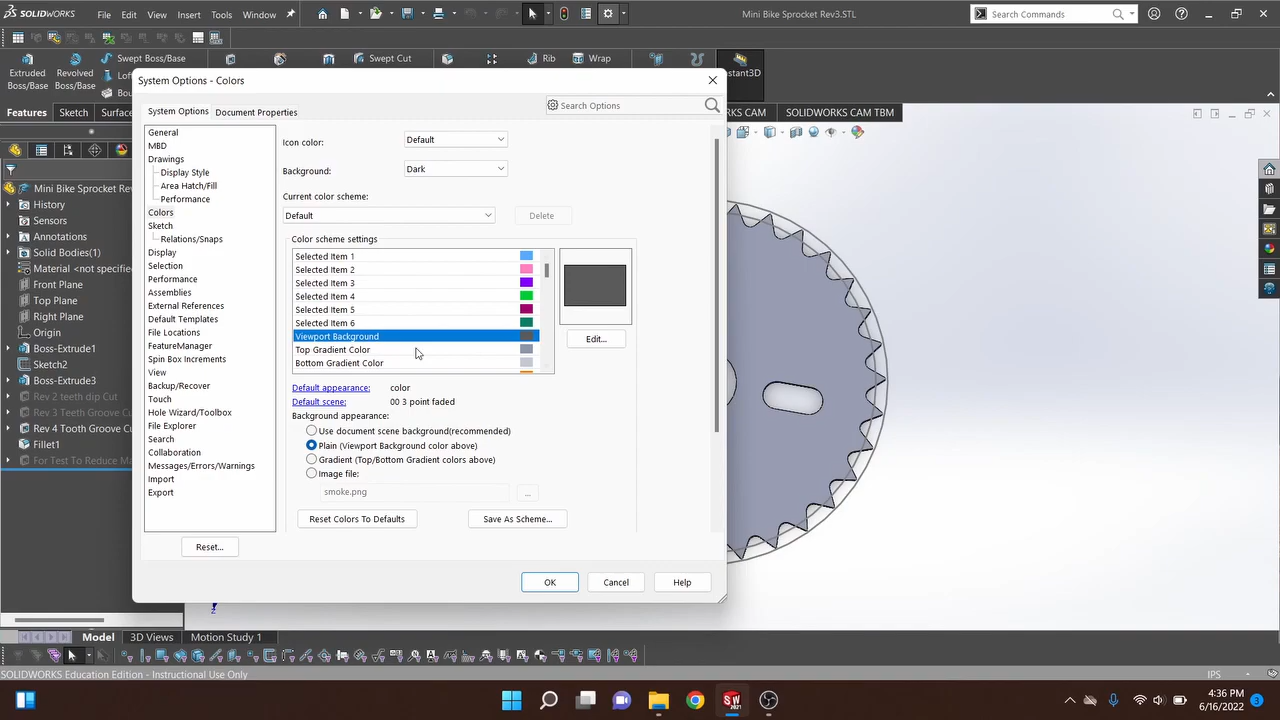 SOLIDWORKS File Edit View Insert Tools Window Mini Bike Sprocket Rev3.STL Search Commands
Extruded Boss/Base Revolved Boss/Base Swept Boss/Base Swept Cut Rib Wrap
Features Sketch SOLIDWORKS CAM TBM
System Options - Colors
System Options Document Properties Search Options
General
MBD
Drawings
Display Style
Area Hatch/Fill
Performance
Colors
Sketch
Relations/Snaps
Display
Selection
Performance
Assemblies
External References
Default Templates
File Locations
FeatureManager
Spin Box Increments
View
Backup/Recover
Touch
Hole Wizard/Toolbox
File Explorer
Search
Collaboration
Messages/Errors/Warnings
Import
Export
Reset...
Icon color: Default
Background: Dark
Current color scheme:
Default Delete
Color scheme settings
Selected Item 1
Selected Item 2
Selected Item 3
Selected Item 4
Selected Item 5
Selected Item 6
Viewport Background
Top Gradient Color
Bottom Gradient Color
Edit...
Default appearance: color
Default scene: 00 3 point faded
Background appearance:
Use document scene background(recommended)
Plain (Viewport Background color above)
Gradient (Top/Bottom Gradient colors above)
Image file:
smoke.png ...
Reset Colors To Defaults Save As Scheme...
OK Cancel Help
Mini Bike Sprocket Rev
History
Sensors
Annotations
Solid Bodies(1)
Material <not specifie
Front Plane
Top Plane
Right Plane
Origin
Boss-Extrude1
Sketch2
Boss-Extrude3
Rev 2 teeth dip Cut
Rev 3 Teeth Groove C
Rev 4 Teeth Groove Cu
Fillet1
For Test To Reduce M
Model 3D Views Motion Study 1
SOLIDWORKS Education Edition - Instructional Use Only IPS
4:36 PM
6/16/2022